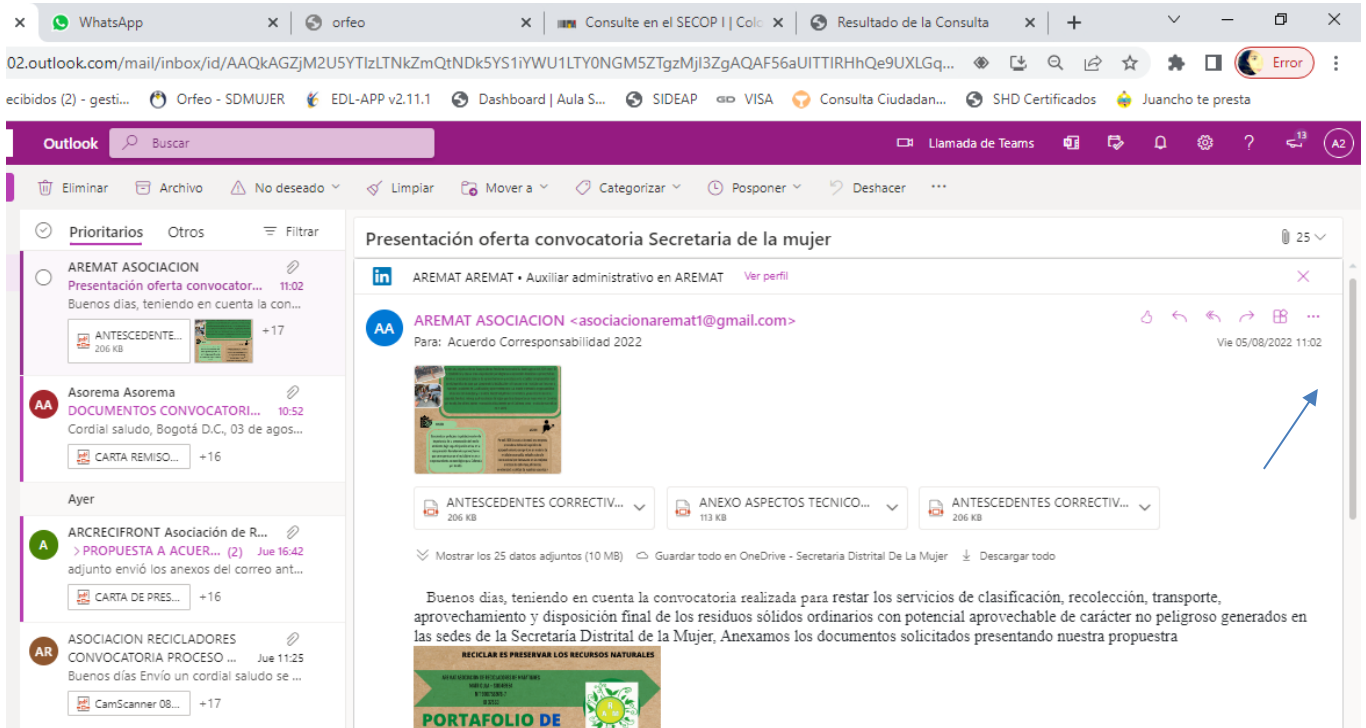 WhatsApp
orfeo
Consulte en el SECOP I | Colo
Resultado de la Consulta
02.outlook.com/mail/inbox/id/
Error
ecibidos (2) - gesti...
Orfeo - SDMUJER
EDL-APP v2.11.1
Dashboard | Aula S...
SIDEAP
GD VISA
Consulta Ciudadan...
SHD Certificados
Juancho te presta
Outlook
Buscar
Llamada de Teams
13
A2
Eliminar
Archivo
No deseado
Limpiar
Mover a
Categorizar
Posponer
Deshacer
...
Prioritarios Otros Filtrar
AREMAT ASOCIACION
Presentación oferta convocator... 11:02
Buenos dias, teniendo en cuenta la con...
ANTESCEDENTE... +17
206 KB
AA
Asorema Asorema
DOCUMENTOS CONVOCATORI... 10:52
Cordial saludo, Bogotá D.C., 03 de agos...
CARTA REMISO... +16
Ayer
A
ARCRECIFRONT Asociación de R...
>PROPUESTA A ACUER... (2) Jue 16:42
adjunto envió los anexos del correo ant...
CARTA DE PRES... +16
AR
ASOCIACION RECICLADORES
CONVOCATORIA PROCESO ... Jue 11:25
Buenos días Envío un cordial saludo se ...
CamScanner 08... +17
Presentación oferta convocatoria Secretaria de la mujer
25
in AREMAT AREMAT • Auxiliar administrativo en AREMAT Ver perfil
AA
AREMAT ASOCIACION <asociacionaremat1@gmail.com>
Para: Acuerdo Corresponsabilidad 2022
Vie 05/08/2022 11:02
ANTESCEDENTES CORRECTIV...
206 KB
ANEXO ASPECTOS TECNICO...
113 KB
ANTESCEDENTES CORRECTIV...
206 KB
Mostrar los 25 datos adjuntos (10 MB) Guardar todo en OneDrive - Secretaria Distrital De La Mujer Descargar todo
Buenos dias, teniendo en cuenta la convocatoria realizada para restar los servicios de clasificación, recolección, transporte,
aprovechamiento y disposición final de los residuos sólidos ordinarios con potencial aprovechable de carácter no peligroso generados en
las sedes de la Secretaría Distrital de la Mujer, Anexamos los documentos solicitados presentando nuestra propuestra
RECICLAR ES PRESERVAR LOS RECURSOS NATURALES
PORTAFOLIO DE